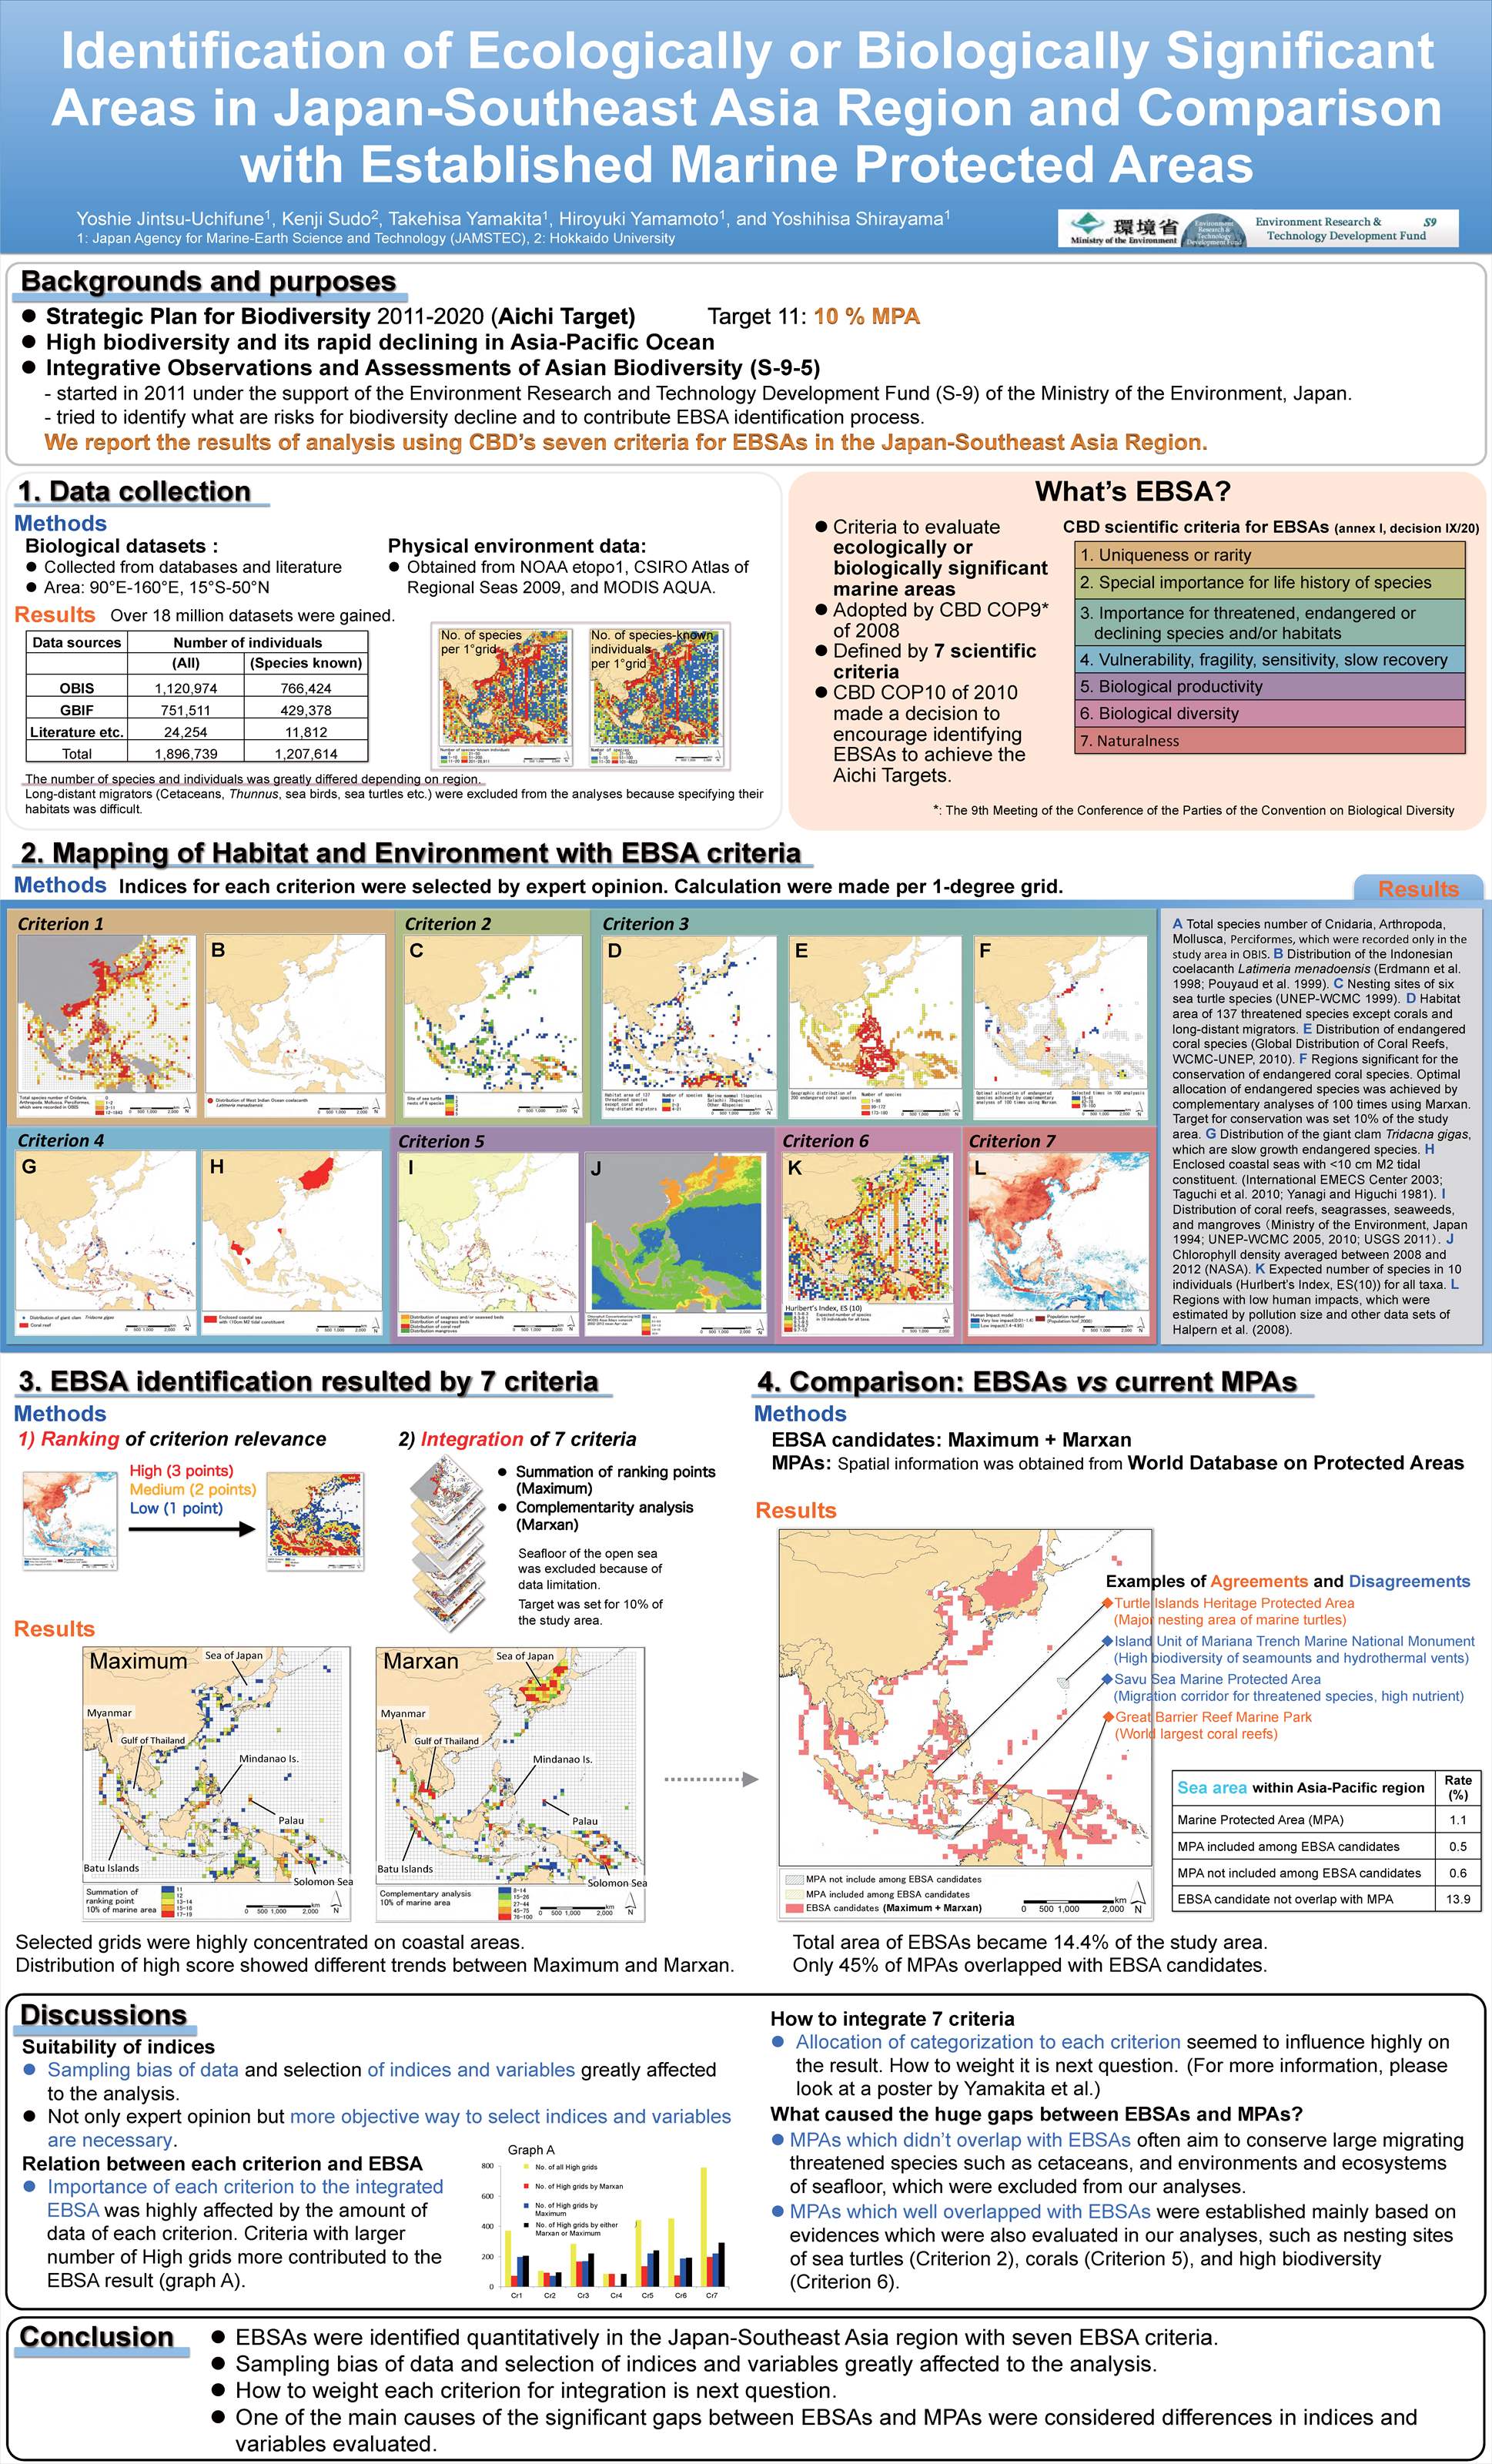 Identification of Ecologically or Biologically Significant
Areas in Japan-Southeast Asia Region and Comparison
with Established Marine Protected Areas
Yoshie Jintsu-Uchifune1, Kenji Sudo2, Takehisa Yamakita1, Hiroyuki Yamamoto1, and Yoshihisa Shirayama1
1: Japan Agency for Marine-Earth Science and Technology (JAMSTEC), 2: Hokkaido University
環境省
Ministry of the Environment
Environment Research & Technology Development Fund
Environment Research & S9
Technology Development Fund
Backgrounds and purposes
● Strategic Plan for Biodiversity 2011-2020 (Aichi Target) Target 11: 10 % MPA
● High biodiversity and its rapid declining in Asia-Pacific Ocean
● Integrative Observations and Assessments of Asian Biodiversity (S-9-5)
- started in 2011 under the support of the Environment Research and Technology Development Fund (S-9) of the Ministry of the Environment, Japan.
- tried to identify what are risks for biodiversity decline and to contribute EBSA identification process.
We report the results of analysis using CBD's seven criteria for EBSAs in the Japan-Southeast Asia Region.
1. Data collection
Methods
Biological datasets :
● Collected from databases and literature
● Area: 90°E-160°E, 15°S-50°N
Physical environment data:
● Obtained from NOAA etopo1, CSIRO Atlas of
Regional Seas 2009, and MODIS AQUA.
Results Over 18 million datasets were gained.
Data sources Number of individuals
(All) (Species known)
OBIS 1,120,974 766,424
GBIF 751,511 429,378
Literature etc. 24,254 11,812
Total 1,896,739 1,207,614
No. of species
per 1°grid
No. of species-known
individuals
per 1°grid
The number of species and individuals was greatly differed depending on region.
Long-distant migrators (Cetaceans, Thunnus, sea birds, sea turtles etc.) were excluded from the analyses because specifying their
habitats was difficult.
What's EBSA?
● Criteria to evaluate
ecologically or
biologically significant
marine areas
● Adopted by CBD COP9*
of 2008
● Defined by 7 scientific
criteria
● CBD COP10 of 2010
made a decision to
encourage identifying
EBSAs to achieve the
Aichi Targets.
CBD scientific criteria for EBSAs (annex I, decision IX/20)
1. Uniqueness or rarity
2. Special importance for life history of species
3. Importance for threatened, endangered or
declining species and/or habitats
4. Vulnerability, fragility, sensitivity, slow recovery
5. Biological productivity
6. Biological diversity
7. Naturalness
*: The 9th Meeting of the Conference of the Parties of the Convention on Biological Diversity
2. Mapping of Habitat and Environment with EBSA criteria
Methods Indices for each criterion were selected by expert opinion. Calculation were made per 1-degree grid.
Results
Criterion 1
B
Criterion 2
C
Criterion 3
D
E
F
Criterion 4
G
H
Criterion 5
I
J
Criterion 6
K
Hurlbert's Index, ES (10)
Criterion 7
L
A Total species number of Cnidaria, Arthropoda,
Mollusca, Perciformes, which were recorded only in the
study area in OBIS. B Distribution of the Indonesian
coelacanth Latimeria menadoensis (Erdmann et al.
1998; Pouyaud et al. 1999). C Nesting sites of six
sea turtle species (UNEP-WCMC 1999). D Habitat
area of 137 threatened species except corals and
long-distant migrators. E Distribution of endangered
coral species (Global Distribution of Coral Reefs,
WCMC-UNEP, 2010). F Regions significant for the
conservation of endangered coral species. Optimal
allocation of endangered species was achieved by
complementary analyses of 100 times using Marxan.
Target for conservation was set 10% of the study
area. G Distribution of the giant clam Tridacna gigas,
which are slow growth endangered species. H
Enclosed coastal seas with <10 cm M2 tidal
constituent. (International EMECS Center 2003;
Taguchi et al. 2010; Yanagi and Higuchi 1981). I
Distribution of coral reefs, seagrasses, seaweeds,
and mangroves (Ministry of the Environment, Japan
1994; UNEP-WCMC 2005, 2010; USGS 2011). J
Chlorophyll density averaged between 2008 and
2012 (NASA). K Expected number of species in 10
individuals (Hurlbert's Index, ES(10)) for all taxa. L
Regions with low human impacts, which were
estimated by pollution size and other data sets of
Halpern et al. (2008).
3. EBSA identification resulted by 7 criteria
Methods
1) Ranking of criterion relevance
High (3 points)
Medium (2 points)
Low (1 point)
2) Integration of 7 criteria
● Summation of ranking points
(Maximum)
● Complementarity analysis
(Marxan)
Seafloor of the open sea
was excluded because of
data limitation.
Target was set for 10% of
the study area.
Results
Maximum
Sea of Japan
Myanmar
Gulf of Thailand
Mindanao Is.
Palau
Batu Islands
Solomon Sea
Summation of
ranking point
10% of marine area
11
12
13-14
15-16
17-19
0 500 1,000 2,000 km
N
Marxan
Sea of Japan
Myanmar
Gulf of Thailand
Mindanao Is.
Palau
Batu Islands
Solomon Sea
Complementary analysis
10% of marine area
8-14
15-26
27-44
45-75
76-100
0 500 1,000 2,000 km
N
Selected grids were highly concentrated on coastal areas.
Distribution of high score showed different trends between Maximum and Marxan.
4. Comparison: EBSAs vs current MPAs
Methods
EBSA candidates: Maximum + Marxan
MPAs: Spatial information was obtained from World Database on Protected Areas
Results
Examples of Agreements and Disagreements
◆Turtle Islands Heritage Protected Area
(Major nesting area of marine turtles)
◆Island Unit of Mariana Trench Marine National Monument
(High biodiversity of seamounts and hydrothermal vents)
◆Savu Sea Marine Protected Area
(Migration corridor for threatened species, high nutrient)
◆Great Barrier Reef Marine Park
(World largest coral reefs)
MPA not include among EBSA candidates
MPA included among EBSA candidates
EBSA candidates (Maximum + Marxan)
0 500 1,000 2,000 km
N
Sea area within Asia-Pacific region Rate (%)
Marine Protected Area (MPA) 1.1
MPA included among EBSA candidates 0.5
MPA not included among EBSA candidates 0.6
EBSA candidate not overlap with MPA 13.9
Total area of EBSAs became 14.4% of the study area.
Only 45% of MPAs overlapped with EBSA candidates.
Discussions
Suitability of indices
● Sampling bias of data and selection of indices and variables greatly affected
to the analysis.
● Not only expert opinion but more objective way to select indices and variables
are necessary.
Relation between each criterion and EBSA
● Importance of each criterion to the integrated
EBSA was highly affected by the amount of
data of each criterion. Criteria with larger
number of High grids more contributed to the
EBSA result (graph A).
Graph A
No. of all High grids
No. of High grids by Marxan
No. of High grids by
Maximum
No. of High grids by either
Marxan or Maximum
800
600
400
200
0
Cr1 Cr2 Cr3 Cr4 Cr5 Cr6 Cr7
How to integrate 7 criteria
● Allocation of categorization to each criterion seemed to influence highly on
the result. How to weight it is next question. (For more information, please
look at a poster by Yamakita et al.)
What caused the huge gaps between EBSAs and MPAs?
● MPAs which didn't overlap with EBSAs often aim to conserve large migrating
threatened species such as cetaceans, and environments and ecosystems
of seafloor, which were excluded from our analyses.
● MPAs which well overlapped with EBSAs were established mainly based on
evidences which were also evaluated in our analyses, such as nesting sites
of sea turtles (Criterion 2), corals (Criterion 5), and high biodiversity
(Criterion 6).
Conclusion
● EBSAs were identified quantitatively in the Japan-Southeast Asia region with seven EBSA criteria.
● Sampling bias of data and selection of indices and variables greatly affected to the analysis.
● How to weight each criterion for integration is next question.
● One of the main causes of the significant gaps between EBSAs and MPAs were considered differences in indices and
variables evaluated.